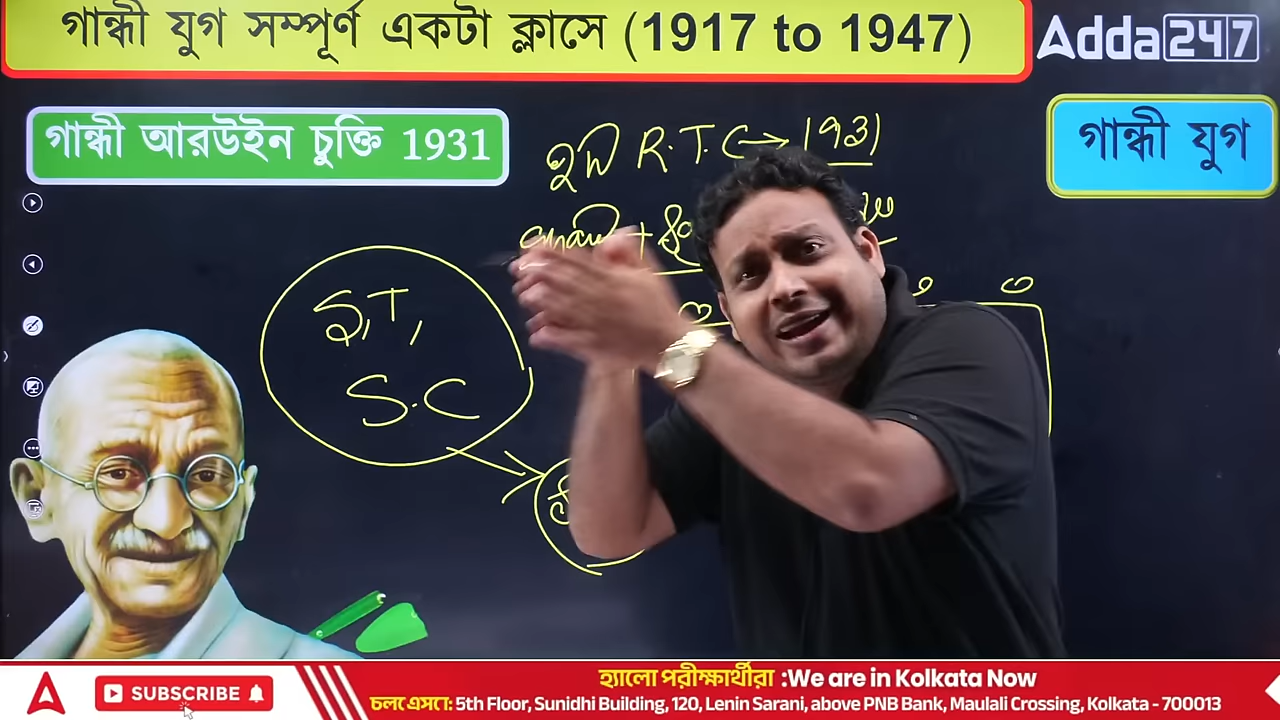 গান্ধী যুগ সম্পূর্ণ একটা ক্লাসে (1917 to 1947)
Adda247
গান্ধী আরউইন চুক্তি 1931
গান্ধী যুগ
R.T.C → 1931
S.T,
S.C
SUBSCRIBE
হ্যালো পরীক্ষার্থীরা :We are in Kolkata Now
চলে এসো: 5th Floor, Sunidhi Building, 120, Lenin Sarani, above PNB Bank, Maulali Crossing, Kolkata - 700013